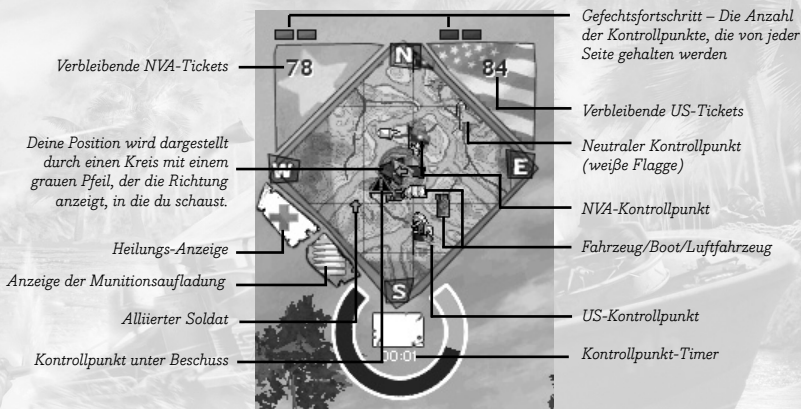 Verbleibende NVA-Tickets
Deine Position wird dargestellt
durch einen Kreis mit einem
grauen Pfeil, der die Richtung
anzeigt, in die du schaust.
Heilungs-Anzeige
Anzeige der Munitionsaufladung
Alliierter Soldat
Kontrollpunkt unter Beschuss
78
84
N
W
E
S
00:01
Gefechtsfortschritt – Die Anzahl
der Kontrollpunkte, die von jeder
Seite gehalten werden
Verbleibende US-Tickets
Neutraler Kontrollpunkt
(weiße Flagge)
NVA-Kontrollpunkt
Fahrzeug/Boot/Luftfahrzeug
US-Kontrollpunkt
Kontrollpunkt-Timer